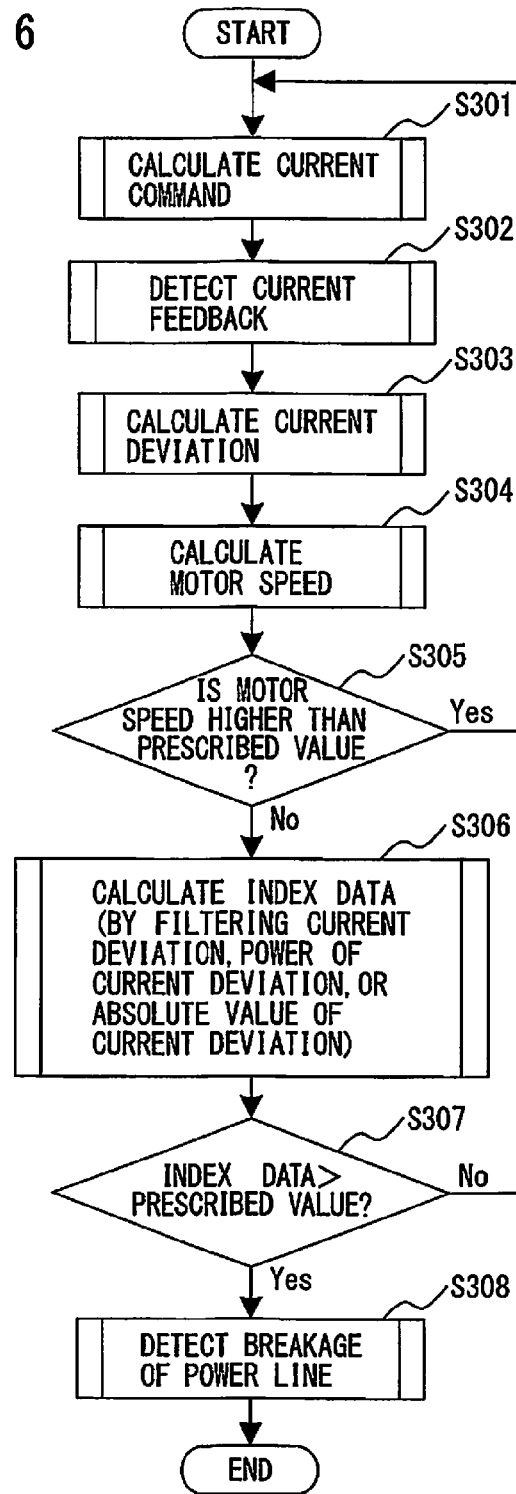 6
START
S301
CALCULATE CURRENT
COMMAND
S302
DETECT CURRENT
FEEDBACK
S303
CALCULATE CURRENT
DEVIATION
S304
CALCULATE
MOTOR SPEED
S305
IS MOTOR
SPEED HIGHER THAN
PRESCRIBED VALUE
?
Yes
No
S306
CALCULATE INDEX DATA
(BY FILTERING CURRENT
DEVIATION, POWER OF
CURRENT DEVIATION, OR
ABSOLUTE VALUE OF
CURRENT DEVIATION)
S307
INDEX DATA>
PRESCRIBED VALUE?
No
Yes
S308
DETECT BREAKAGE
OF POWER LINE
END